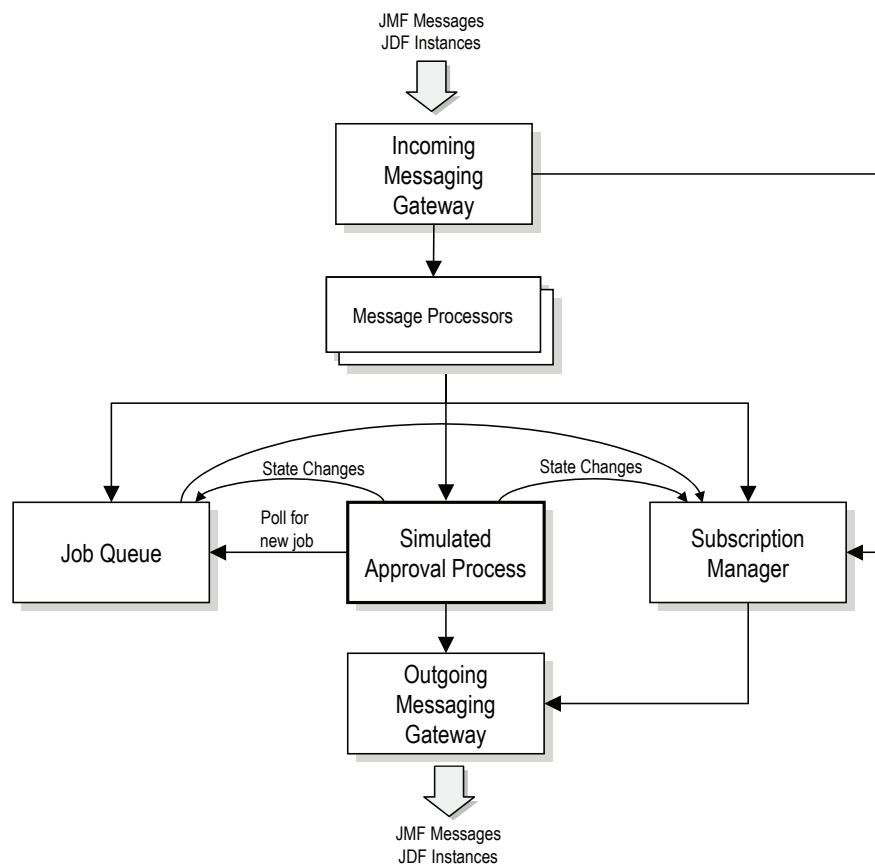 JMF Messages
JDF Instances
Incoming
Messaging
Gateway
Message Processors
State Changes
State Changes
Job Queue
Poll for
new job
Simulated
Approval Process
Subscription
Manager
Outgoing
Messaging
Gateway
JMF Messages
JDF Instances